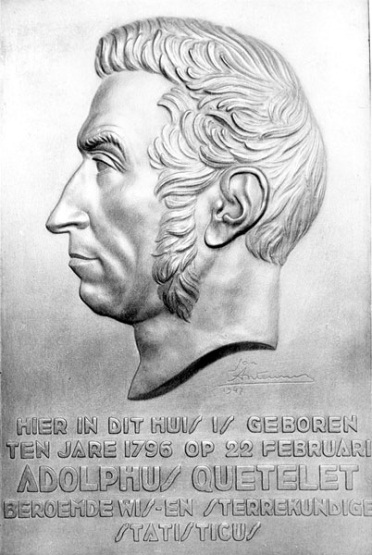 HIER IN DIT HUIS IS GEBOREN
TEN JARE 1796 OP 22 FEBRUARI
ADOLPHUS QUETELET
BEROEMDE WIS-EN STERREKUNDIGE
STATISTICUS